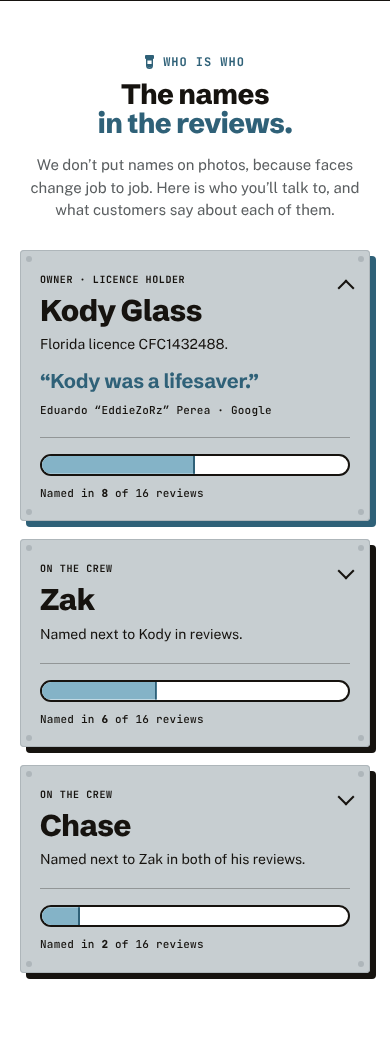 WHO IS WHO
The names
in the reviews.
We don’t put names on photos, because faces
change job to job. Here is who you’ll talk to, and
what customers say about each of them.
OWNER · LICENCE HOLDER
Kody Glass
Florida licence CFC1432488.
“Kody was a lifesaver.”
Eduardo “EddieZoRz” Perea · Google
Named in 8 of 16 reviews
ON THE CREW
Zak
Named next to Kody in reviews.
Named in 6 of 16 reviews
ON THE CREW
Chase
Named next to Zak in both of his reviews.
Named in 2 of 16 reviews